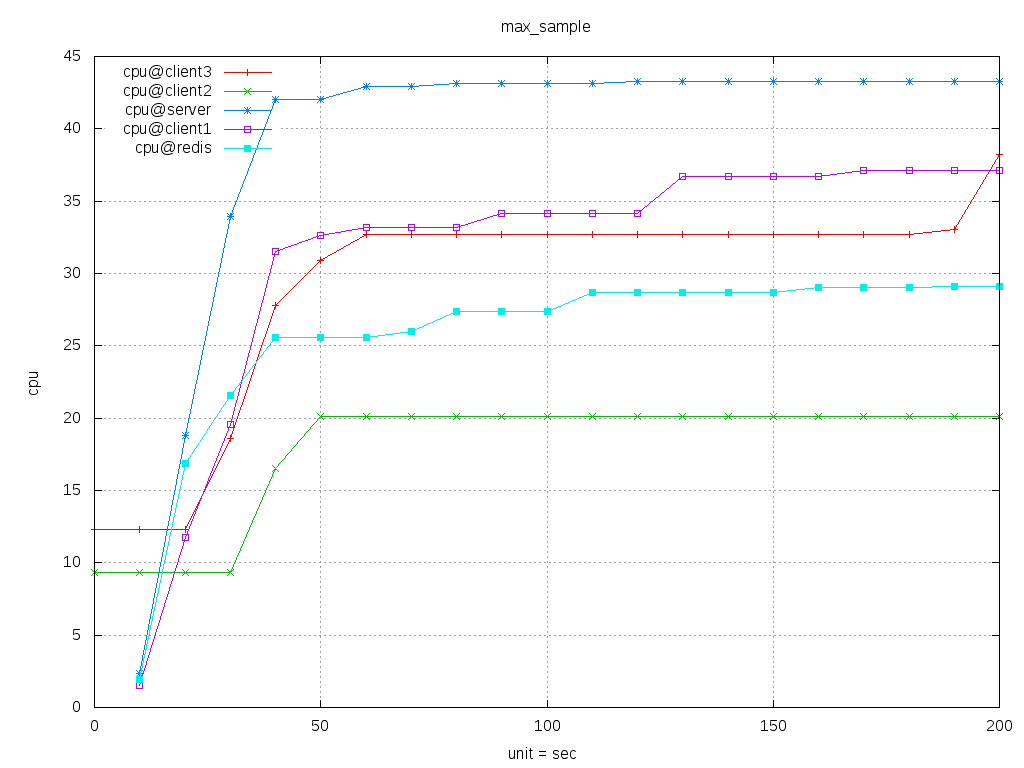 max_sample
45
40
35
30
25
20
15
10
5
0
cpu
cpu@client3
cpu@client2
cpu@server
cpu@client1
cpu@redis
0 50 100 150 200
unit = sec